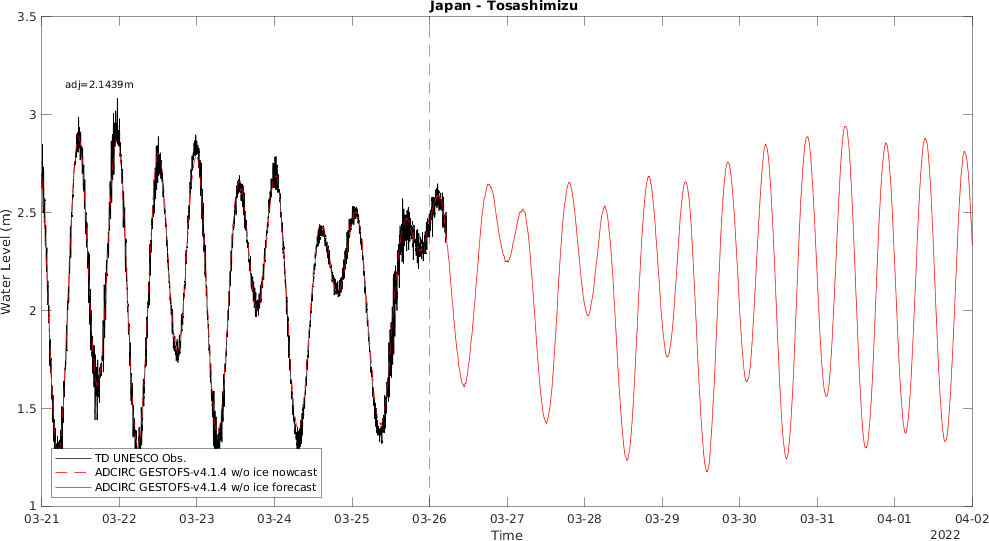 Japan - Tosashimizu
adj=2.1439m
Water Level (m)
3.5
3
2.5
2
1.5
1
TD UNESCO Obs.
ADCIRC GESTOFS-v4.1.4 w/o ice nowcast
ADCIRC GESTOFS-v4.1.4 w/o ice forecast
03-21 03-22 03-23 03-24 03-25 03-26 03-27 03-28 03-29 03-30 03-31 04-01 04-02
Time
2022